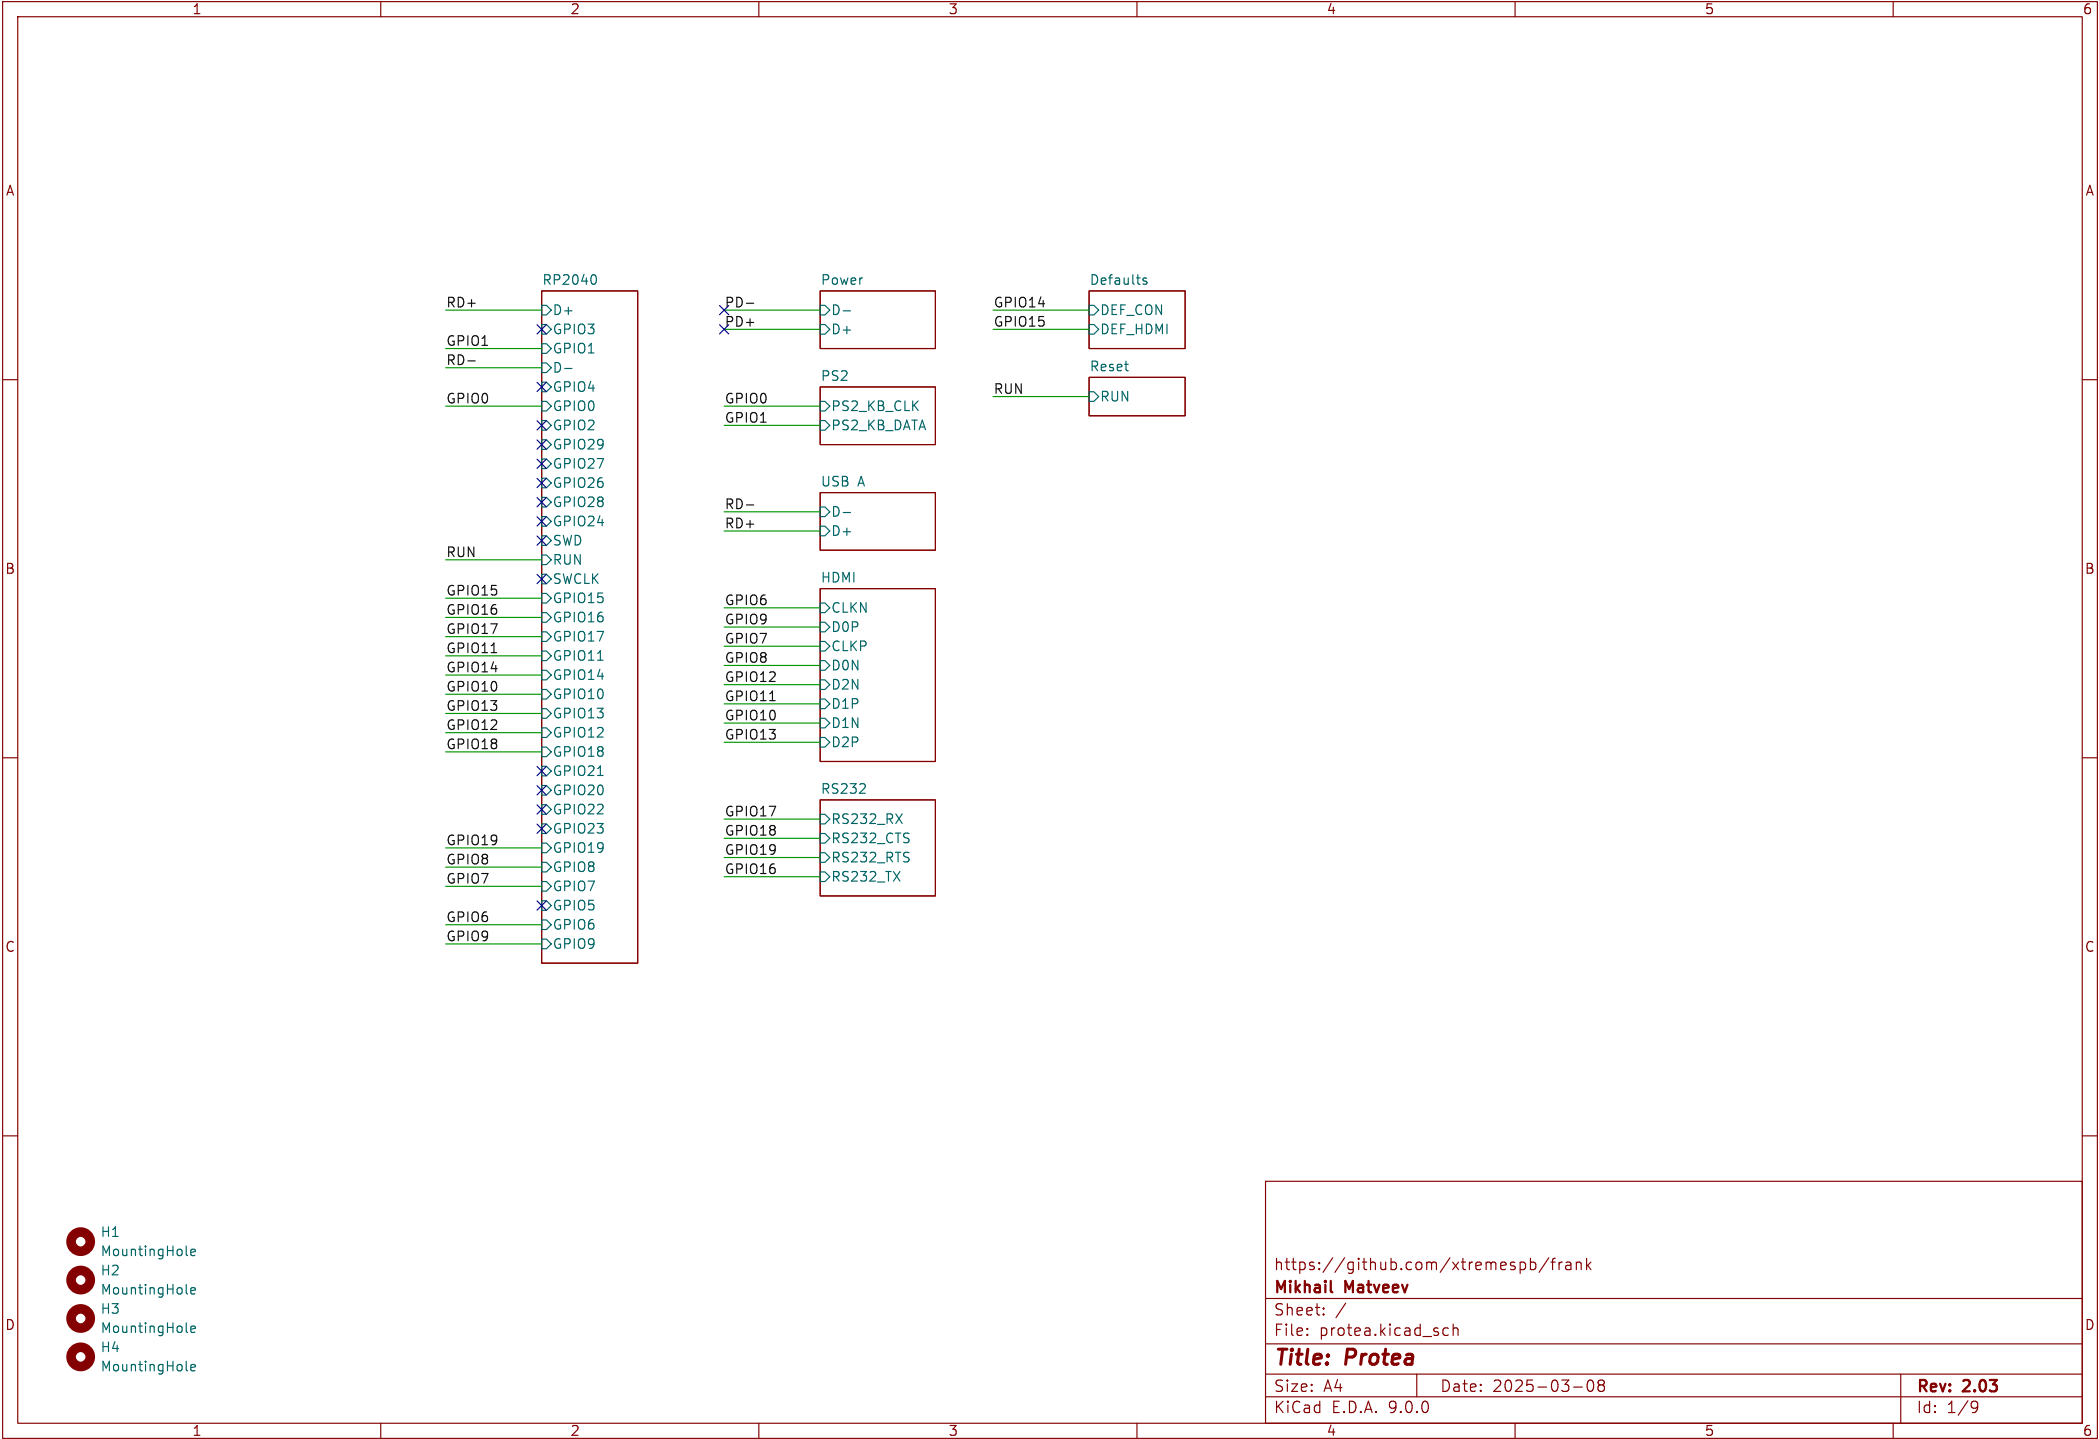 1 2 3 4 5 6
A A
B B
C C
D D
RP2040
RD+ D+
GPIO3
GPIO1 GPIO1
RD- D-
GPIO4
GPIO0 GPIO0
GPIO2
GPIO29
GPIO27
GPIO26
GPIO28
GPIO24
SWD
RUN RUN
SWCLK
GPIO15 GPIO15
GPIO16 GPIO16
GPIO17 GPIO17
GPIO11 GPIO11
GPIO14 GPIO14
GPIO10 GPIO10
GPIO13 GPIO13
GPIO12 GPIO12
GPIO18 GPIO18
GPIO21
GPIO20
GPIO22
GPIO23
GPIO19 GPIO19
GPIO8 GPIO8
GPIO7 GPIO7
GPIO5
GPIO6 GPIO6
GPIO9 GPIO9
Power
PD- D-
PD+ D+
PS2
GPIO0 PS2_KB_CLK
GPIO1 PS2_KB_DATA
USB A
RD- D-
RD+ D+
HDMI
GPIO6 CLKN
GPIO9 D0P
GPIO7 CLKP
GPIO8 D0N
GPIO12 D2N
GPIO11 D1P
GPIO10 D1N
GPIO13 D2P
RS232
GPIO17 RS232_RX
GPIO18 RS232_CTS
GPIO19 RS232_RTS
GPIO16 RS232_TX
Defaults
GPIO14 DEF_CON
GPIO15 DEF_HDMI
Reset
RUN RUN
H1
MountingHole
H2
MountingHole
H3
MountingHole
H4
MountingHole
https://github.com/xtremespb/frank
Mikhail Matveev
Sheet: /
File: protea.kicad_sch
Title: Protea
Size: A4 Date: 2025-03-08 Rev: 2.03
KiCad E.D.A. 9.0.0 Id: 1/9
1 2 3 4 5 6